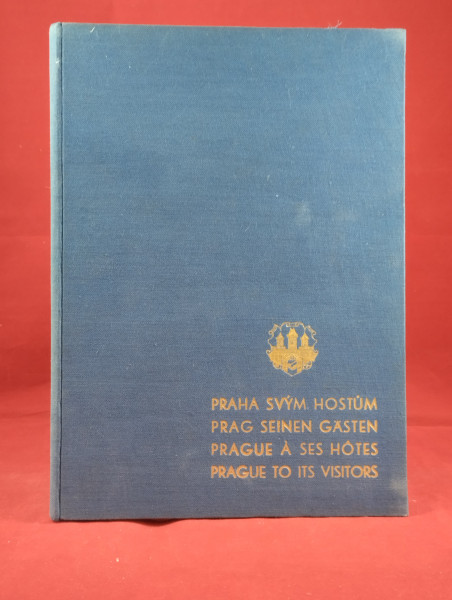 PRAHA SVÝM HOSTŮM
PRAG SEINEN GÄSTEN
PRAGUE À SES HÔTES
PRAGUE TO ITS VISITORS